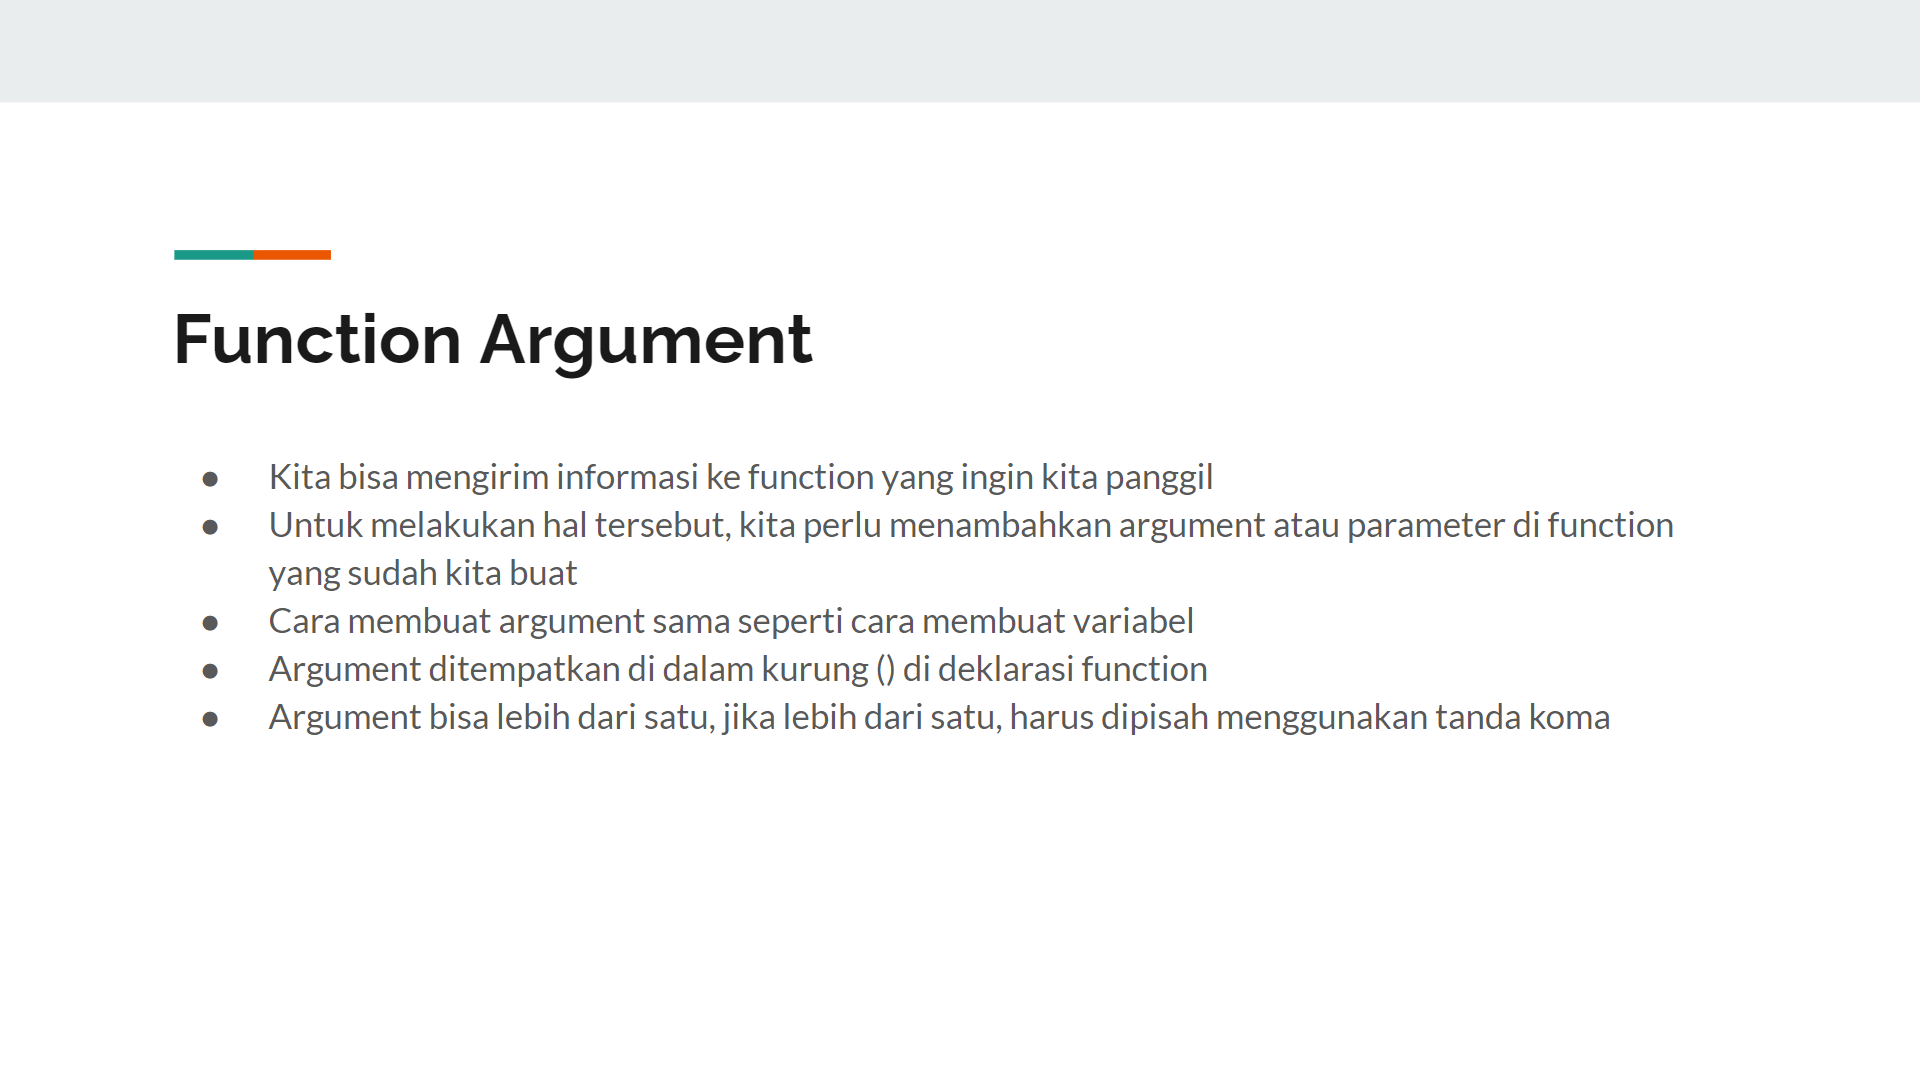 Function Argument
● Kita bisa mengirim informasi ke function yang ingin kita panggil
● Untuk melakukan hal tersebut, kita perlu menambahkan argument atau parameter di function
yang sudah kita buat
● Cara membuat argument sama seperti cara membuat variabel
● Argument ditempatkan di dalam kurung () di deklarasi function
● Argument bisa lebih dari satu, jika lebih dari satu, harus dipisah menggunakan tanda koma